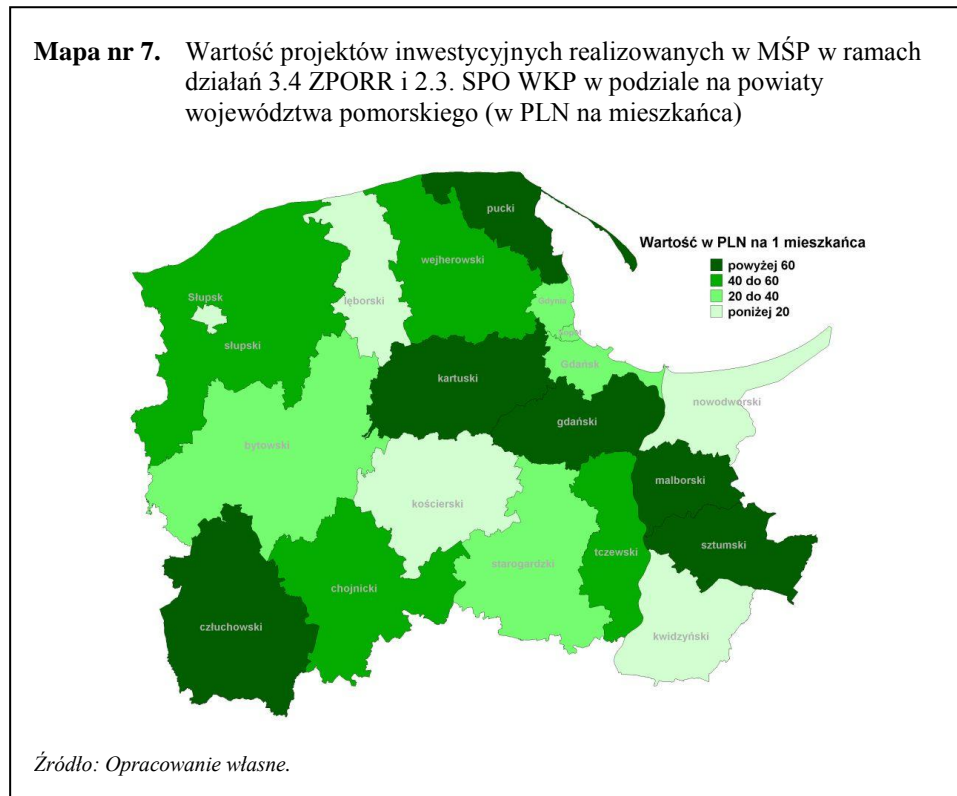 Mapa nr 7. Wartość projektów inwestycyjnych realizowanych w MŚP w ramach
działań 3.4 ZPORR i 2.3. SPO WKP w podziale na powiaty
województwa pomorskiego (w PLN na mieszkańca)
pucki
Wartość w PLN na 1 mieszkańca
powyżej 60
40 do 60
20 do 40
poniżej 20
wejherowski
Słupsk
lęborski
Gdynia
słupski
Sopot
Gdańsk
kartuski
nowodworski
gdański
bytowski
malborski
kościerski
sztumski
tczewski
starogardzki
chojnicki
człuchowski
kwidzyński
Źródło: Opracowanie własne.